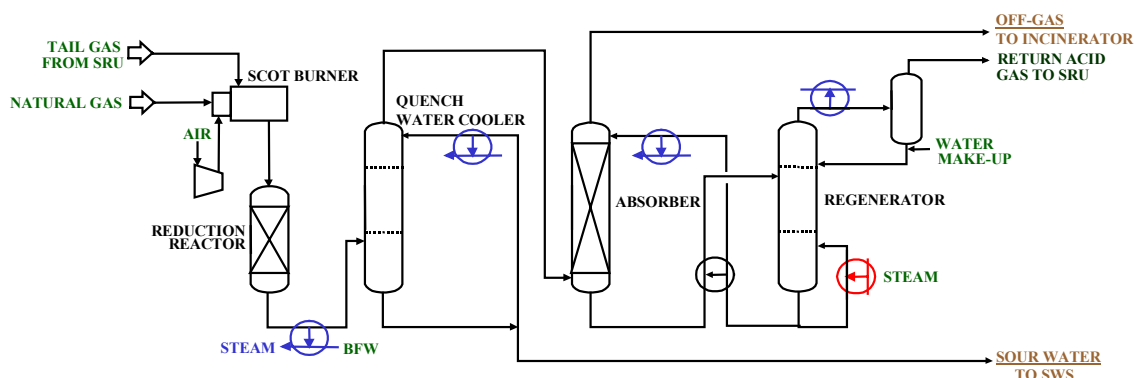 TAIL GAS
FROM SRU
NATURAL GAS
AIR
SCOT BURNER
REDUCTION
REACTOR
STEAM
BFW
QUENCH
WATER COOLER
ABSORBER
REGENERATOR
STEAM
WATER
MAKE-UP
OFF-GAS
TO INCINERATOR
RETURN ACID
GAS TO SRU
SOUR WATER
TO SWS